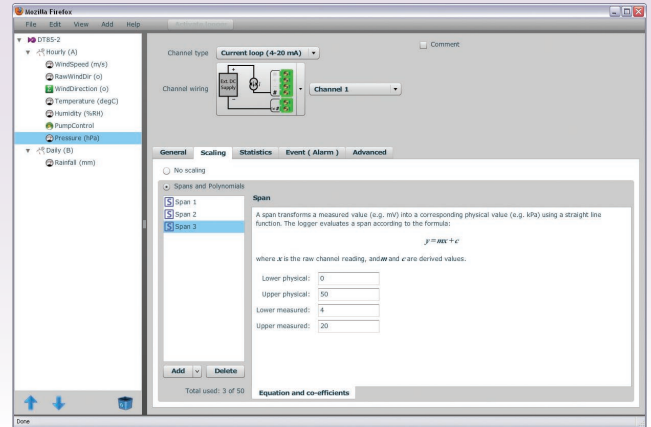 Mozilla Firefox
File Edit View Add Help
DT85-2
Hourly (A)
WindSpeed (m/s)
RawWindDir (o)
WindDirection (o)
Temperature (degC)
Humidity (%RH)
PumpControl
Pressure (hPa)
Daily (B)
Rainfall (mm)
Channel type Current loop (4-20 mA)
Comment
Channel wiring
Ext. DC
Supply
Channel 1
General Scaling Statistics Event ( Alarm ) Advanced
No scaling
Spans and Polynomials
Span 1
Span 2
Span 3
Span
A span transforms a measured value (e.g. mV) into a corresponding physical value (e.g. kPa) using a straight line
function. The logger evaluates a span according to the formula:
y=mx+c
where x is the raw channel reading, and m and c are derived values.
Lower physical: 0
Upper physical: 50
Lower measured: 4
Upper measured: 20
Add Delete
Total used: 3 of 50
Equation and co-efficients
Done